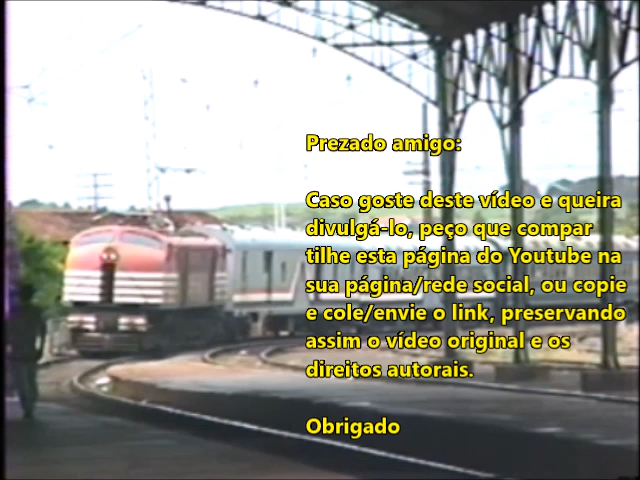 Prezado amigo:
Caso goste deste vídeo e queira
divulgá-lo, peço que compar
tilhe esta página do Youtube na
sua página/rede social, ou copie
e cole/envie o link, preservando
assim o vídeo original e os
direitos autorais.
Obrigado